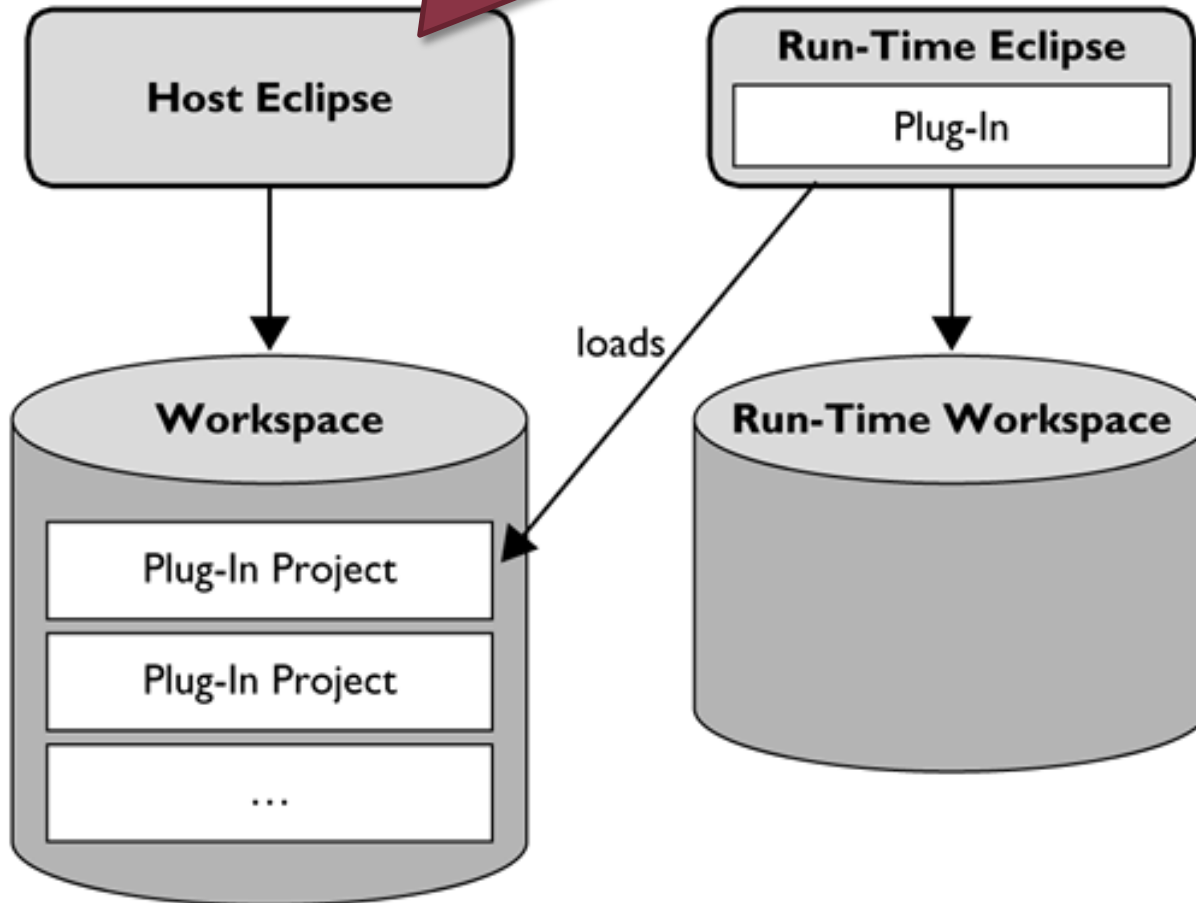 Host Eclipse
Run-Time Eclipse
Plug-In
loads
Workspace
Run-Time Workspace
Plug-In Project
Plug-In Project
...